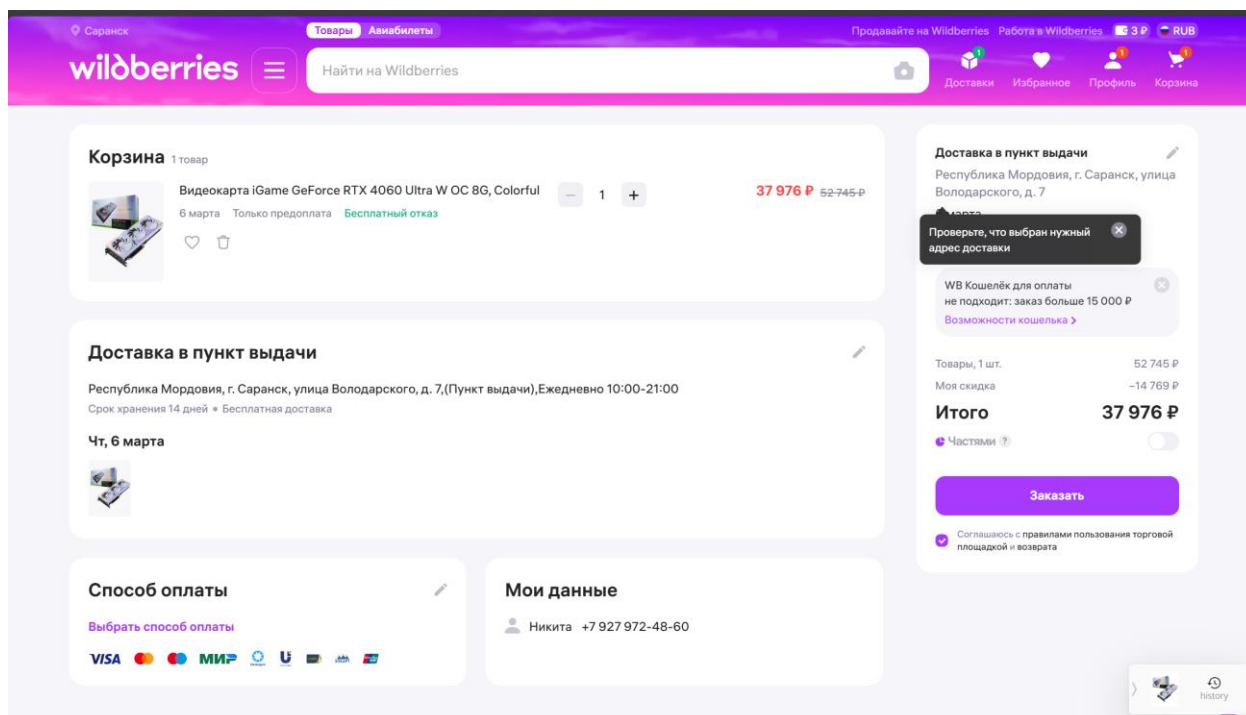 Саранск
Товары Авиабилеты
Продавайте на Wildberries Работа в Wildberries 3 ₽ RUB
wildberries
Найти на Wildberries
1 1 1
Доставки Избранное Профиль Корзина
Корзина 1 товар
Видеокарта iGame GeForce RTX 4060 Ultra W OC 8G, Colorful
− 1 +
37 976 ₽ 52 745 ₽
6 марта Только предоплата Бесплатный отказ
Доставка в пункт выдачи
Республика Мордовия, г. Саранск, улица Володарского, д. 7,(Пункт выдачи),Ежедневно 10:00-21:00
Срок хранения 14 дней • Бесплатная доставка
Чт, 6 марта
Способ оплаты
Выбрать способ оплаты
VISA МИР
Мои данные
Никита +7 927 972-48-60
Доставка в пункт выдачи
Республика Мордовия, г. Саранск, улица
Володарского, д. 7
Проверьте, что выбран нужный
адрес доставки
WB Кошелёк для оплаты
не подходит: заказ больше 15 000 ₽
Возможности кошелька
Товары, 1 шт. 52 745 ₽
Моя скидка −14 769 ₽
Итого 37 976 ₽
Частями ?
Заказать
Соглашаюсь с правилами пользования торговой
площадкой и возврата
history